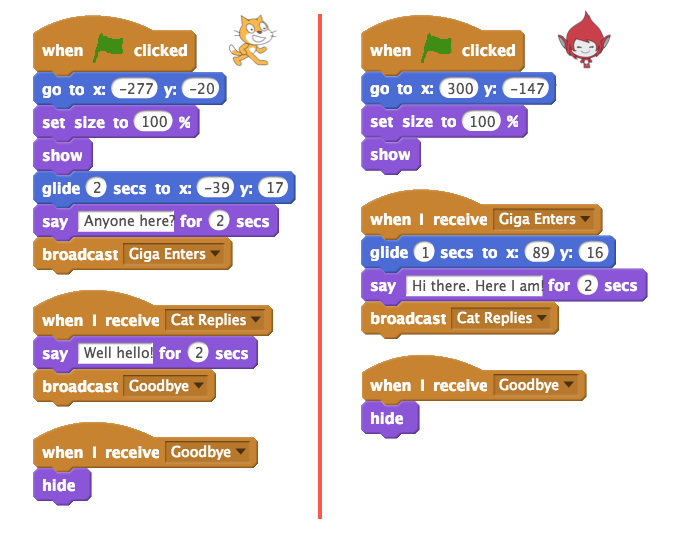 when clicked
go to x: -277 y: -20
set size to 100 %
show
glide 2 secs to x: -39 y: 17
say Anyone here? for 2 secs
broadcast Giga Enters
when I receive Cat Replies
say Well hello! for 2 secs
broadcast Goodbye
when I receive Goodbye
hide
when clicked
go to x: 300 y: -147
set size to 100 %
show
when I receive Giga Enters
glide 1 secs to x: 89 y: 16
say Hi there. Here I am! for 2 secs
broadcast Cat Replies
when I receive Goodbye
hide